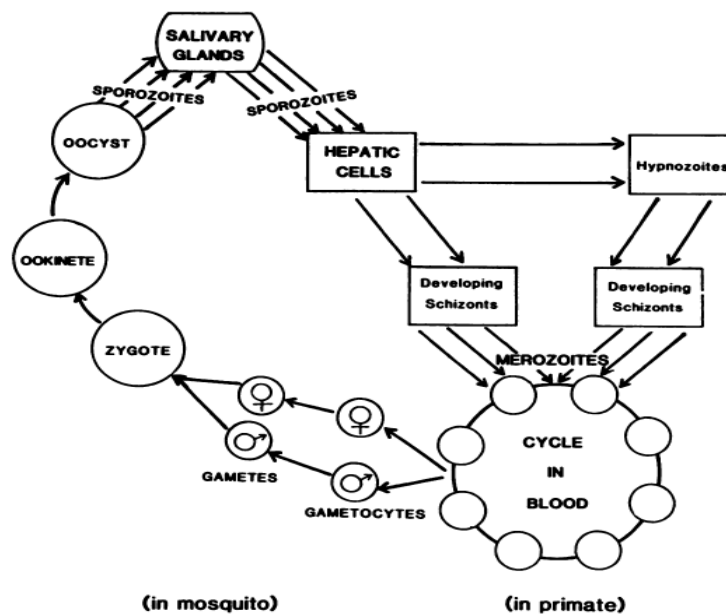 SALIVARY
GLANDS
SPOROZOITES
SPOROZOITES
OOCYST
HEPATIC
CELLS
Hypnozoites
OOKINETE
Developing
Schizonts
Developing
Schizonts
ZYGOTE
MEROZOITES
♀
♀
♂
♂
GAMETES
GAMETOCYTES
CYCLE
IN
BLOOD
(in mosquito)
(in primate)